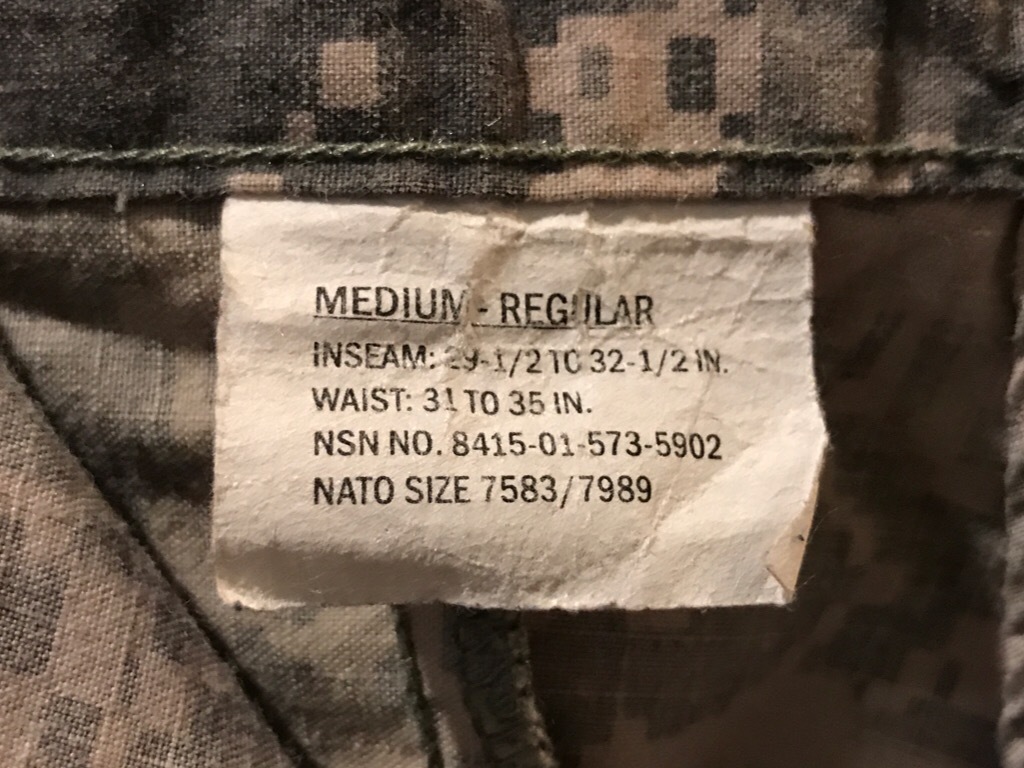 MEDIUM - REGULAR
INSEAM: 29-1/2 TO 32-1/2 IN.
WAIST: 31 TO 35 IN.
NSN NO. 8415-01-573-5902
NATO SIZE 7583/7989